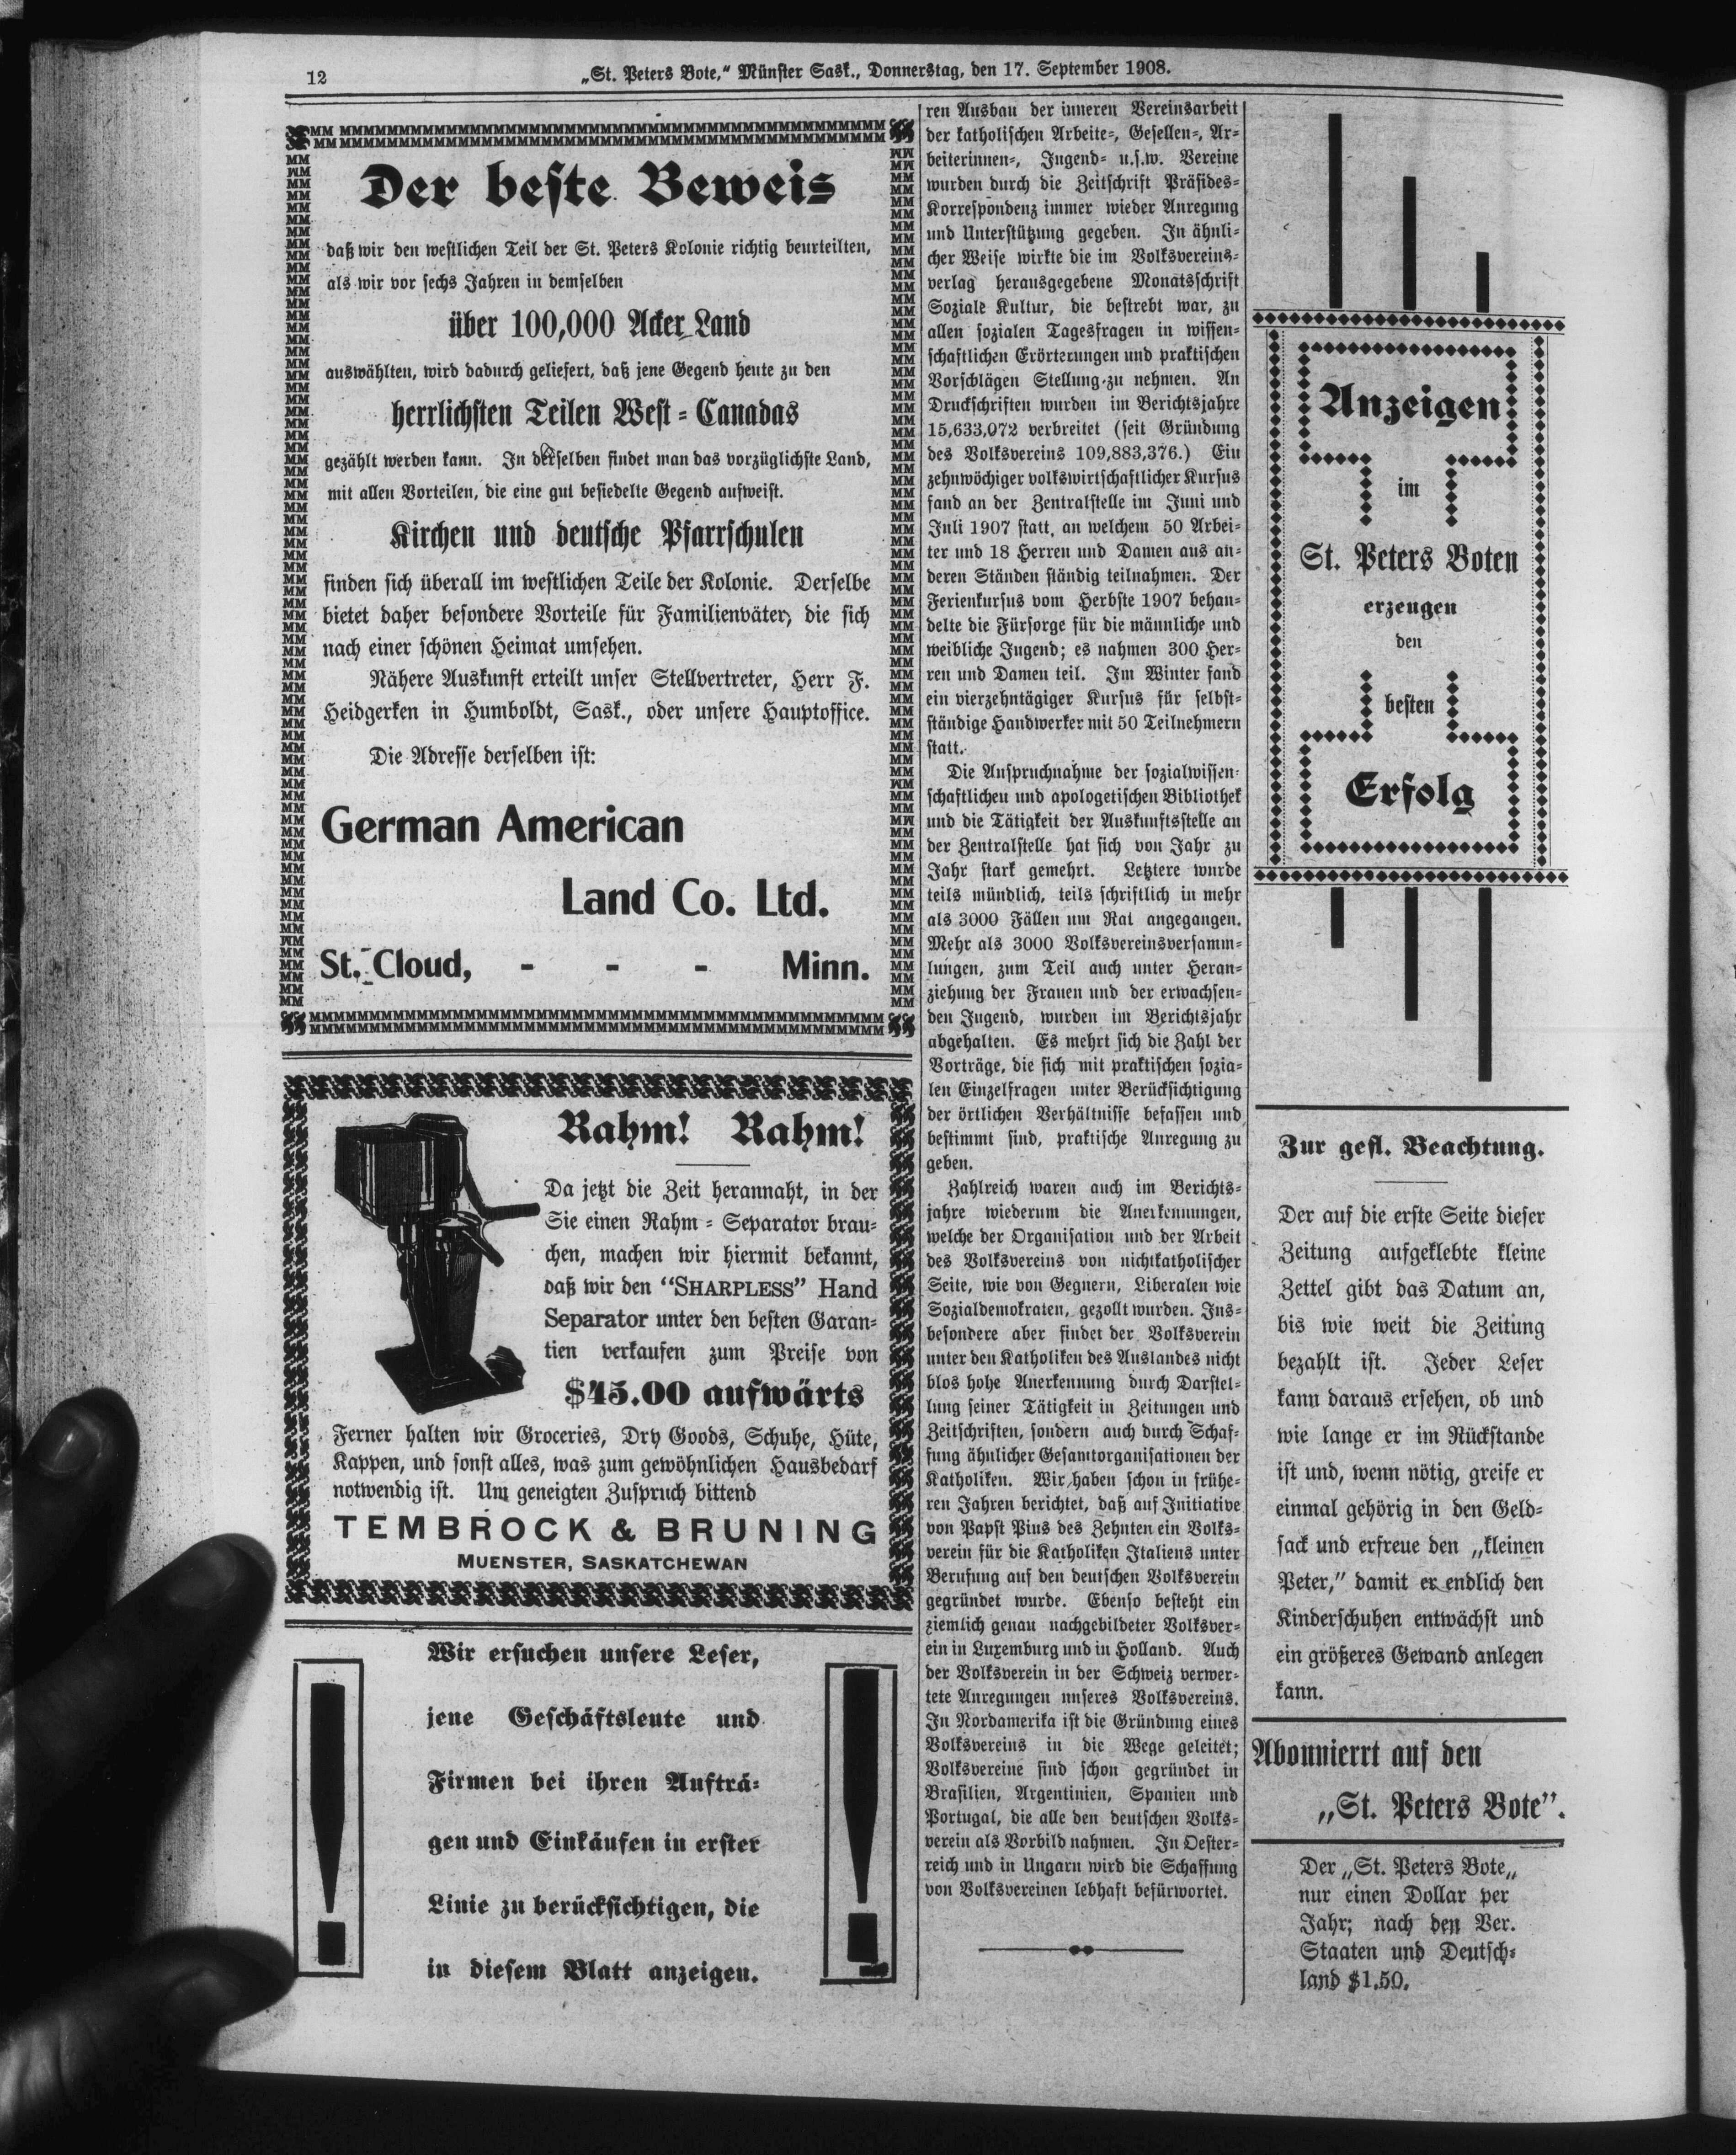 12
„St. Peters Bote,“ Münster Sask., Donnerstag, den 17. September 1908.
Der beste Beweis
daß wir den westlichen Teil der St. Peters Kolonie richtig beurteilten,
als wir vor sechs Jahren in demselben
über 100,000 Acker Land
auswählten, wird dadurch geliefert, daß jene Gegend heute zu den
herrlichsten Teilen West-Canadas
gezählt werden kann. In derselben findet man das vorzüglichste Land,
mit allen Vorteilen, die eine gut besiedelte Gegend aufweist.
Kirchen und deutsche Pfarrschulen
finden sich überall im westlichen Teile der Kolonie. Derselbe
bietet daher besondere Vorteile für Familienväter, die sich
nach einer schönen Heimat umsehen.
Nähere Auskunft erteilt unser Stellvertreter, Herr F.
Heidgerken in Humboldt, Sask., oder unsere Hauptoffice.
Die Adresse derselben ist:
German American
Land Co. Ltd.
St. Cloud, - - - Minn.
Rahm! Rahm!
Da jetzt die Zeit herannaht, in der
Sie einen Rahm-Separator brau-
chen, machen wir hiermit bekannt,
daß wir den “SHARPLESS” Hand
Separator unter den besten Garan-
tien verkaufen zum Preise von
$45.00 aufwärts
Ferner halten wir Groceries, Dry Goods, Schuhe, Hüte,
Kappen, und sonst alles, was zum gewöhnlichen Hausbedarf
notwendig ist. Um geneigten Zuspruch bittend
TEMBROCK & BRUNING
MUENSTER, SASKATCHEWAN
Wir ersuchen unsere Leser,
jene Geschäftsleute und
Firmen bei ihren Aufträ-
gen und Einkäufen in erster
Linie zu berücksichtigen, die
in diesem Blatt anzeigen.
ren Ausbau der inneren Vereinsarbeit
der katholischen Arbeite-, Gesellen-, Ar-
beiterinnen-, Jugend- u.s.w. Vereine
wurden durch die Zeitschrift Präsides-
Korrespondenz immer wieder Anregung
und Unterstützung gegeben. In ähnli-
cher Weise wirkte die im Volksvereins-
verlag herausgegebene Monatsschrift
Soziale Kultur, die bestrebt war, zu
allen sozialen Tagesfragen in wissen-
schaftlichen Erörterungen und praktischen
Vorschlägen Stellung zu nehmen. An
Druckschriften wurden im Berichtsjahre
15,633,072 verbreitet (seit Gründung
des Volksvereins 109,883,376.) Ein
zehnwöchiger volkswirtschaftlicher Kursus
fand an der Zentralstelle im Juni und
Juli 1907 statt, an welchem 50 Arbei-
ter und 18 Herren und Damen aus an-
deren Ständen ständig teilnahmen. Der
Ferienkursus vom Herbste 1907 behan-
delte die Fürsorge für die männliche und
weibliche Jugend; es nahmen 300 Her-
ren und Damen teil. Im Winter fand
ein vierzehntägiger Kursus für selbst-
ständige Handwerker mit 50 Teilnehmern
statt.
Die Anspruchnahme der sozialwissen-
schaftlichen und apologetischen Bibliothek
und die Tätigkeit der Auskunftsstelle an
der Zentralstelle hat sich von Jahr zu
Jahr stark gemehrt. Letztere wurde
teils mündlich, teils schriftlich in mehr
als 3000 Fällen um Rat angegangen.
Mehr als 3000 Volksvereinsversamm-
lungen, zum Teil auch unter Heran-
ziehung der Frauen und der erwachsen-
den Jugend, wurden im Berichtsjahr
abgehalten. Es mehrt sich die Zahl der
Vorträge, die sich mit praktischen sozia-
len Einzelfragen unter Berücksichtigung
der örtlichen Verhältnisse befassen und
bestimmt sind, praktische Anregung zu
geben.
Zahlreich waren auch im Berichts-
jahre wiederum die Anerkennungen,
welche der Organisation und der Arbeit
des Volksvereins von nichtkatholischer
Seite, wie von Gegnern, Liberalen wie
Sozialdemokraten, gezollt wurden. Ins-
besondere aber findet der Volksverein
unter den Katholiken des Auslandes nicht
blos hohe Anerkennung durch Darstel-
lung seiner Tätigkeit in Zeitungen und
Zeitschriften, sondern auch durch Schaf-
fung ähnlicher Gesamtorganisationen der
Katholiken. Wir haben schon in frühe-
ren Jahren berichtet, daß auf Initiative
von Papst Pius des Zehnten ein Volks-
verein für die Katholiken Italiens unter
Berufung auf den deutschen Volksverein
gegründet wurde. Ebenso besteht ein
ziemlich genau nachgebildeter Volksver-
ein in Luxemburg und in Holland. Auch
der Volksverein in der Schweiz verwer-
tete Anregungen unseres Volksvereins.
In Nordamerika ist die Gründung eines
Volksvereins in die Wege geleitet;
Volksvereine sind schon gegründet in
Brasilien, Argentinien, Spanien und
Portugal, die alle den deutschen Volks-
verein als Vorbild nahmen. In Oester-
reich und in Ungarn wird die Schaffung
von Volksvereinen lebhaft befürwortet.
Anzeigen
im
St. Peters Boten
erzeugen
den
besten
Erfolg
Zur gefl. Beachtung.
Der auf die erste Seite dieser
Zeitung aufgeklebte kleine
Zettel gibt das Datum an,
bis wie weit die Zeitung
bezahlt ist. Jeder Leser
kann daraus ersehen, ob und
wie lange er im Rückstande
ist und, wenn nötig, greife er
einmal gehörig in den Geld-
sack und erfreue den „kleinen
Peter,” damit er endlich den
Kinderschuhen entwächst und
ein größeres Gewand anlegen
kann.
Abonnierrt auf den
„St. Peters Bote”.
Der „St. Peters Bote„
nur einen Dollar per
Jahr; nach den Ver.
Staaten und Deutsch-
land $1.50.